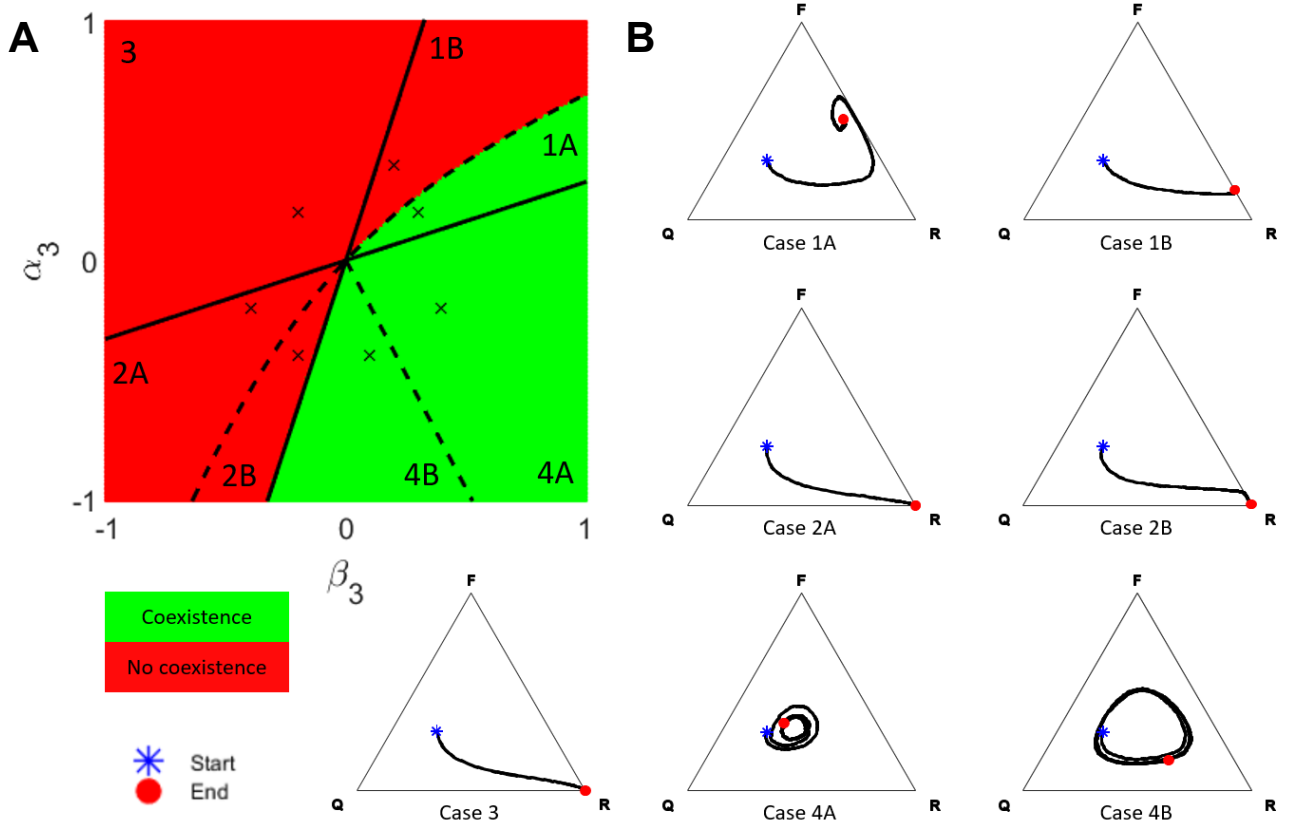 A
1
0
-1
α3
-1
0
1
β3
3
1B
1A
2A
2B
4B
4A
Coexistence
No coexistence
Start
End
B
F
Q
R
Case 1A
F
Q
R
Case 1B
F
Q
R
Case 2A
F
Q
R
Case 2B
F
Q
R
Case 3
F
Q
R
Case 4A
F
Q
R
Case 4B